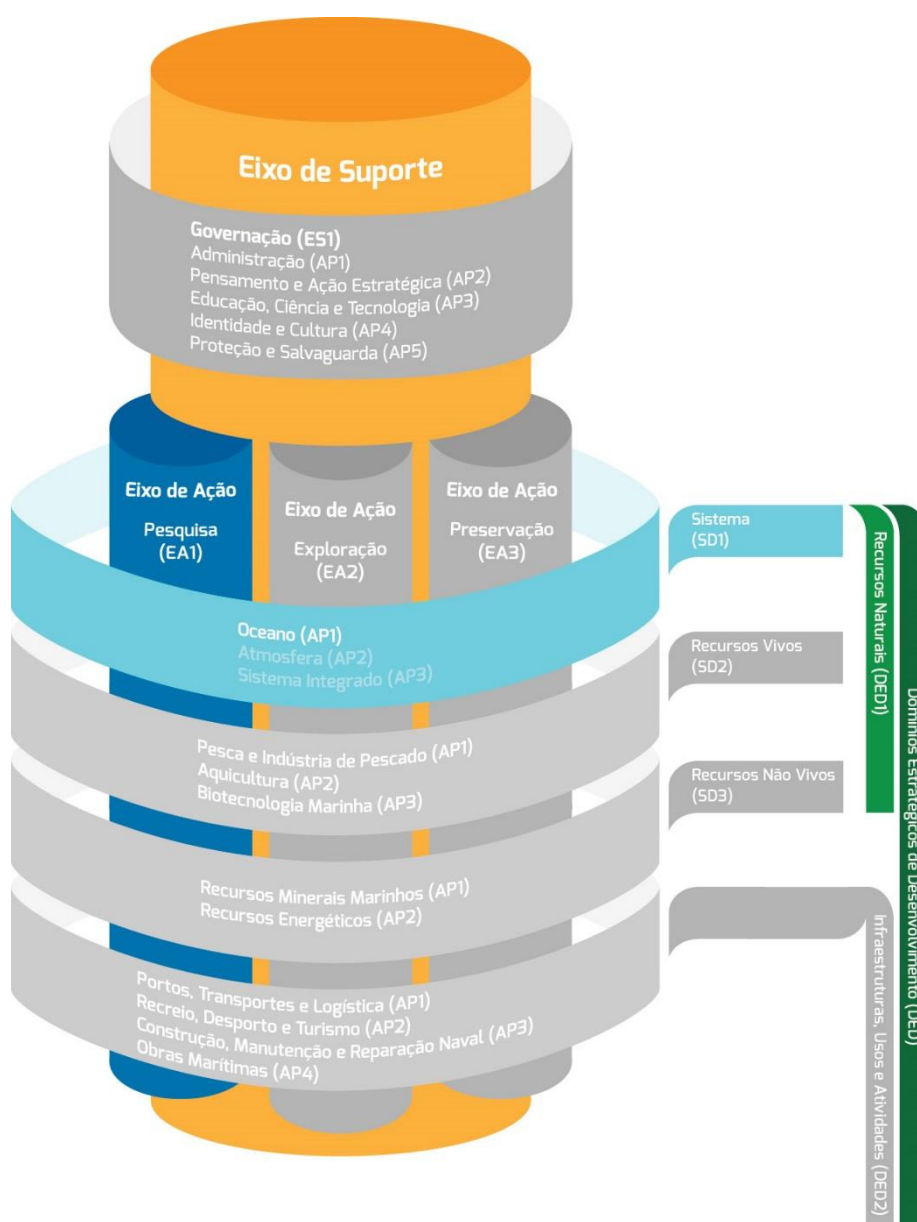 Eixo de Suporte
Governação (ES1)
Administração (AP1)
Pensamento e Ação Estratégica (AP2)
Educação, Ciência e Tecnologia (AP3)
Identidade e Cultura (AP4)
Proteção e Salvaguarda (AP5)
Eixo de Ação
Pesquisa
(EA1)
Eixo de Ação
Exploração
(EA2)
Eixo de Ação
Preservação
(EA3)
Oceano (AP1)
Atmosfera (AP2)
Sistema Integrado (AP3)
Pesca e Indústria de Pescado (AP1)
Aquicultura (AP2)
Biotecnologia Marinha (AP3)
Recursos Minerais Marinhos (AP1)
Recursos Energéticos (AP2)
Portos, Transportes e Logística (AP1)
Recreio, Desporto e Turismo (AP2)
Construção, Manutenção e Reparação Naval (AP3)
Obras Marítimas (AP4)
Sistema
(SD1)
Recursos Vivos
(SD2)
Recursos Não Vivos
(SD3)
Recursos Naturais (DED1)
Infraestruturas, Usos e Atividades (DED2)
Domínios Estratégicos de Desenvolvimento (DED)